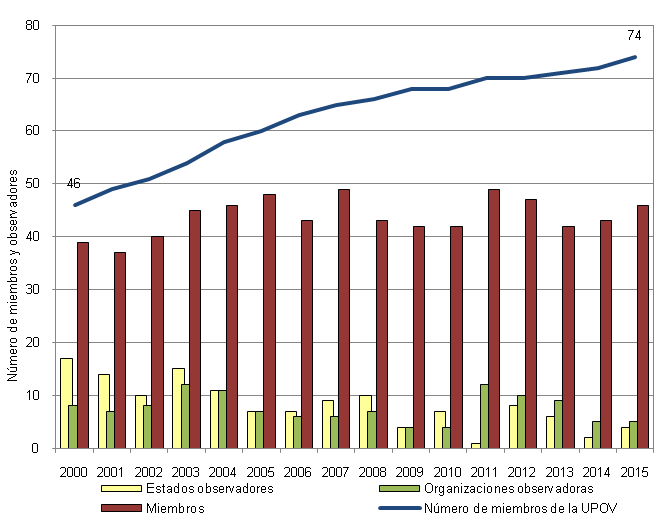 80
74
70
60
50
46
40
30
20
10
0
Número de miembros y observadores
2000 2001 2002 2003 2004 2005 2006 2007 2008 2009 2010 2011 2012 2013 2014 2015
Estados observadores Organizaciones observadoras
Miembros Número de miembros de la UPOV